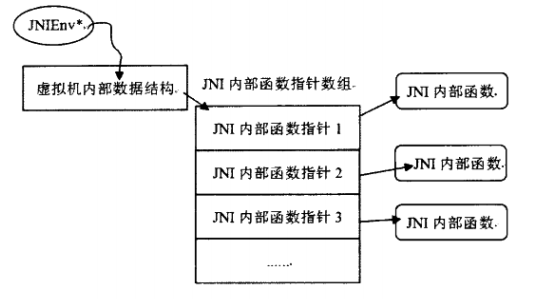 JNIEnv*.
虚拟机内部数据结构.
JNI 内部函数指针数组.
JNI 内部函数指针 1
JNI 内部函数指针 2
JNI 内部函数指针 3
.......
JNI 内部函数.
JNI 内部函数.
JNI 内部函数.